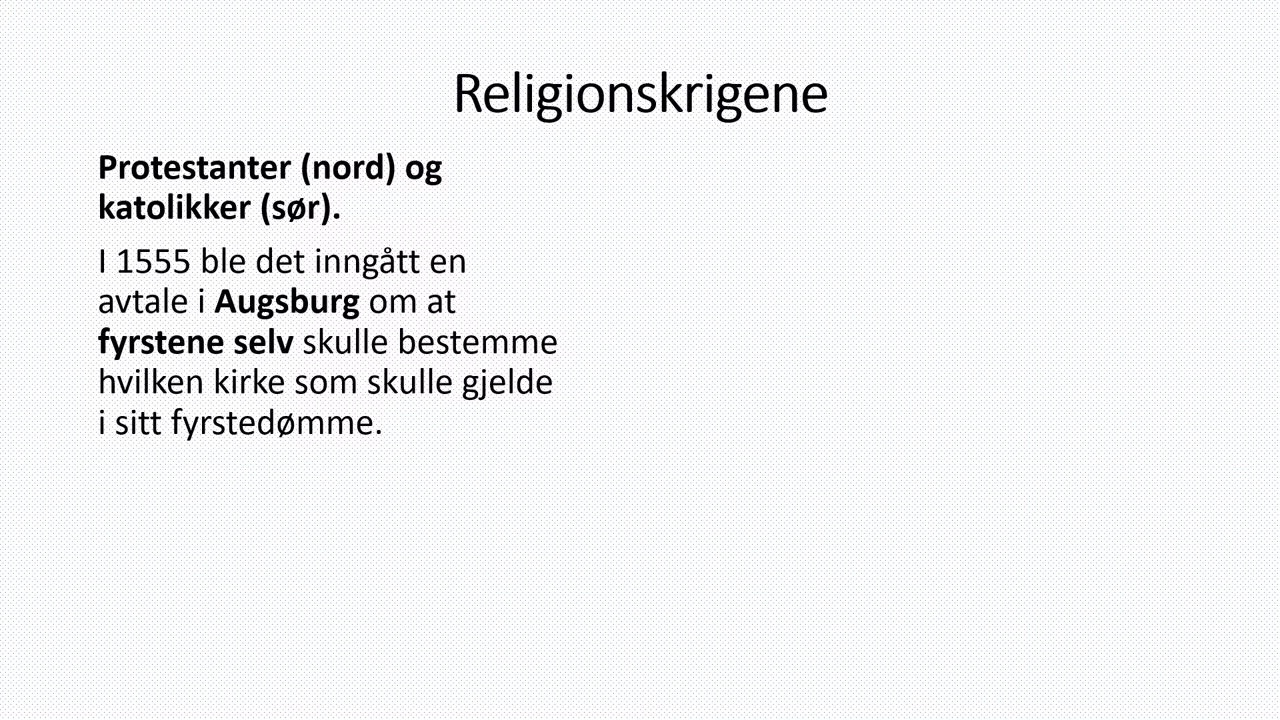 Religionskrigene
Protestanter (nord) og
katolikker (sør).
I 1555 ble det inngått en
avtale i Augsburg om at
fyrstene selv skulle bestemme
hvilken kirke som skulle gjelde
i sitt fyrstedømme.